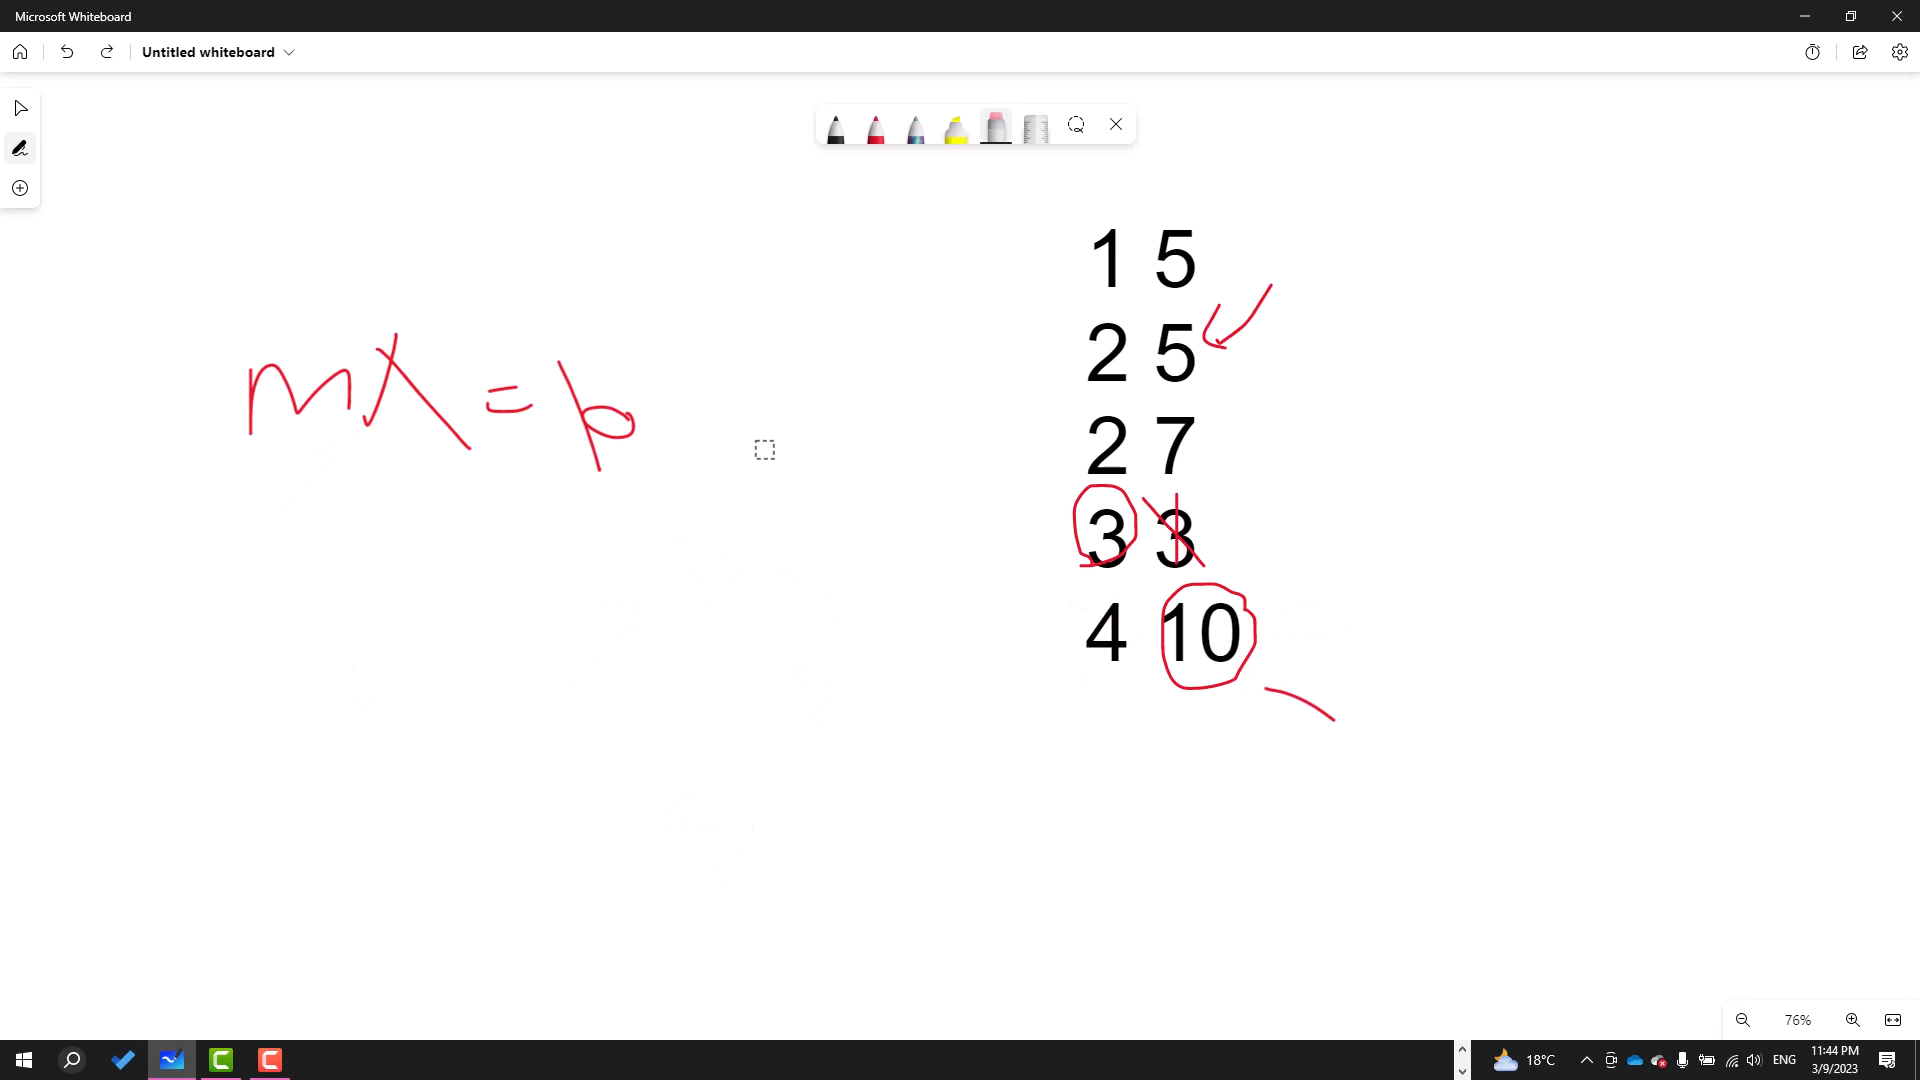 Microsoft Whiteboard
Untitled whiteboard
1 5
2 5
2 7
3 3
4 10
mx = b
76%
18°C
ENG
11:44 PM
3/9/2023